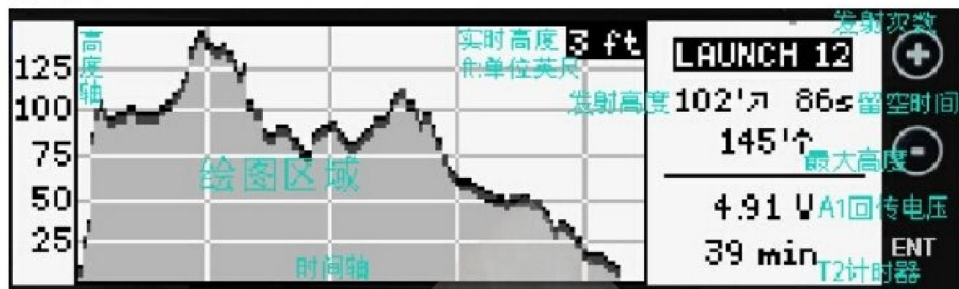 发射次数
高度轴
实时高度 3 ft
ft:单位英尺
LAUNCH 12
+
125
100
75
50
25
发射高度 102'↗ 86s 留空时间
145'↑
最大高度
-
绘图区域
4.91 V A1回传电压
39 min
ENT
T2计时器
时间轴